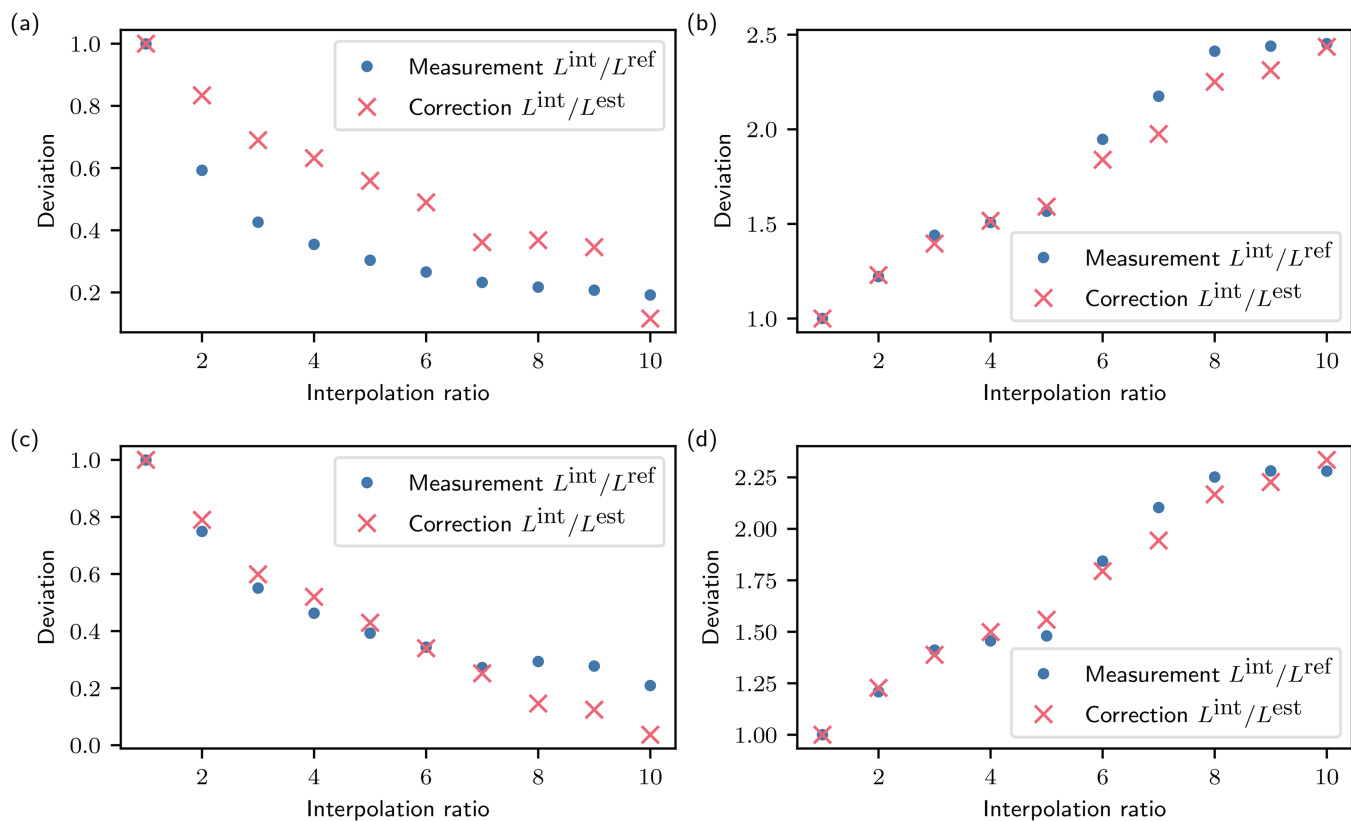 (a)
1.0
0.8
0.6
0.4
0.2
Deviation
Measurement L^int/L^ref
Correction L^int/L^est
2 4 6 8 10
Interpolation ratio
(b)
2.5
2.0
1.5
1.0
Deviation
Measurement L^int/L^ref
Correction L^int/L^est
2 4 6 8 10
Interpolation ratio
(c)
1.0
0.8
0.6
0.4
0.2
0.0
Deviation
Measurement L^int/L^ref
Correction L^int/L^est
2 4 6 8 10
Interpolation ratio
(d)
2.25
2.00
1.75
1.50
1.25
1.00
Deviation
Measurement L^int/L^ref
Correction L^int/L^est
2 4 6 8 10
Interpolation ratio